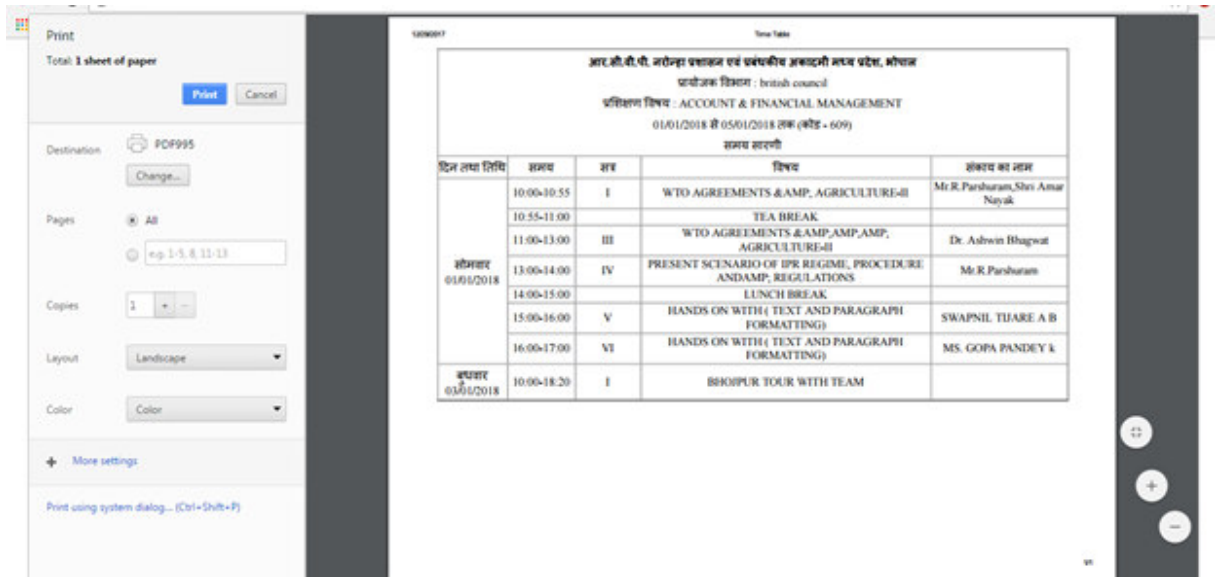 Print
Total: 1 sheet of paper
Print Cancel
Destination PDF995
Change...
Pages All
e.g. 1-5, 8, 11-13
Copies 1 + -
Layout Landscape
Color Color
+ More settings
Print using system dialog... (Ctrl+Shift+P)
Time Table
आर.सी.वी.पी. नरोन्हा प्रशासन एवं प्रबंधकीय अकादमी मध्य प्रदेश, भोपाल
प्रायोजक विभाग : british council
प्रशिक्षण विषय : ACCOUNT & FINANCIAL MANAGEMENT
01/01/2018 से 05/01/2018 तक (कोड - 609)
समय सारणी
दिन तथा तिथि समय सत्र विषय संकाय का नाम
सोमवार
01/01/2018
10:00-10:55 I WTO AGREEMENTS &AMP, AGRICULTURE-II Mr.R.Parshuram,Shri Amar
Nayak
10:55-11:00 TEA BREAK
11:00-13:00 III WTO AGREEMENTS &AMP,AMP,AMP,
AGRICULTURE-II Dr. Ashwin Bhagwat
13:00-14:00 IV PRESENT SCENARIO OF IPR REGIME, PROCEDURE
ANDAMP; REGULATIONS Mr.R.Parshuram
14:00-15:00 LUNCH BREAK
15:00-16:00 V HANDS ON WITH ( TEXT AND PARAGRAPH
FORMATTING) SWAPNIL TIJARE A B
16:00-17:00 VI HANDS ON WITH ( TEXT AND PARAGRAPH
FORMATTING) MS. GOPA PANDEY k
बुधवार
03/01/2018
10:00-18:20 I BHOJPUR TOUR WITH TEAM
1/1